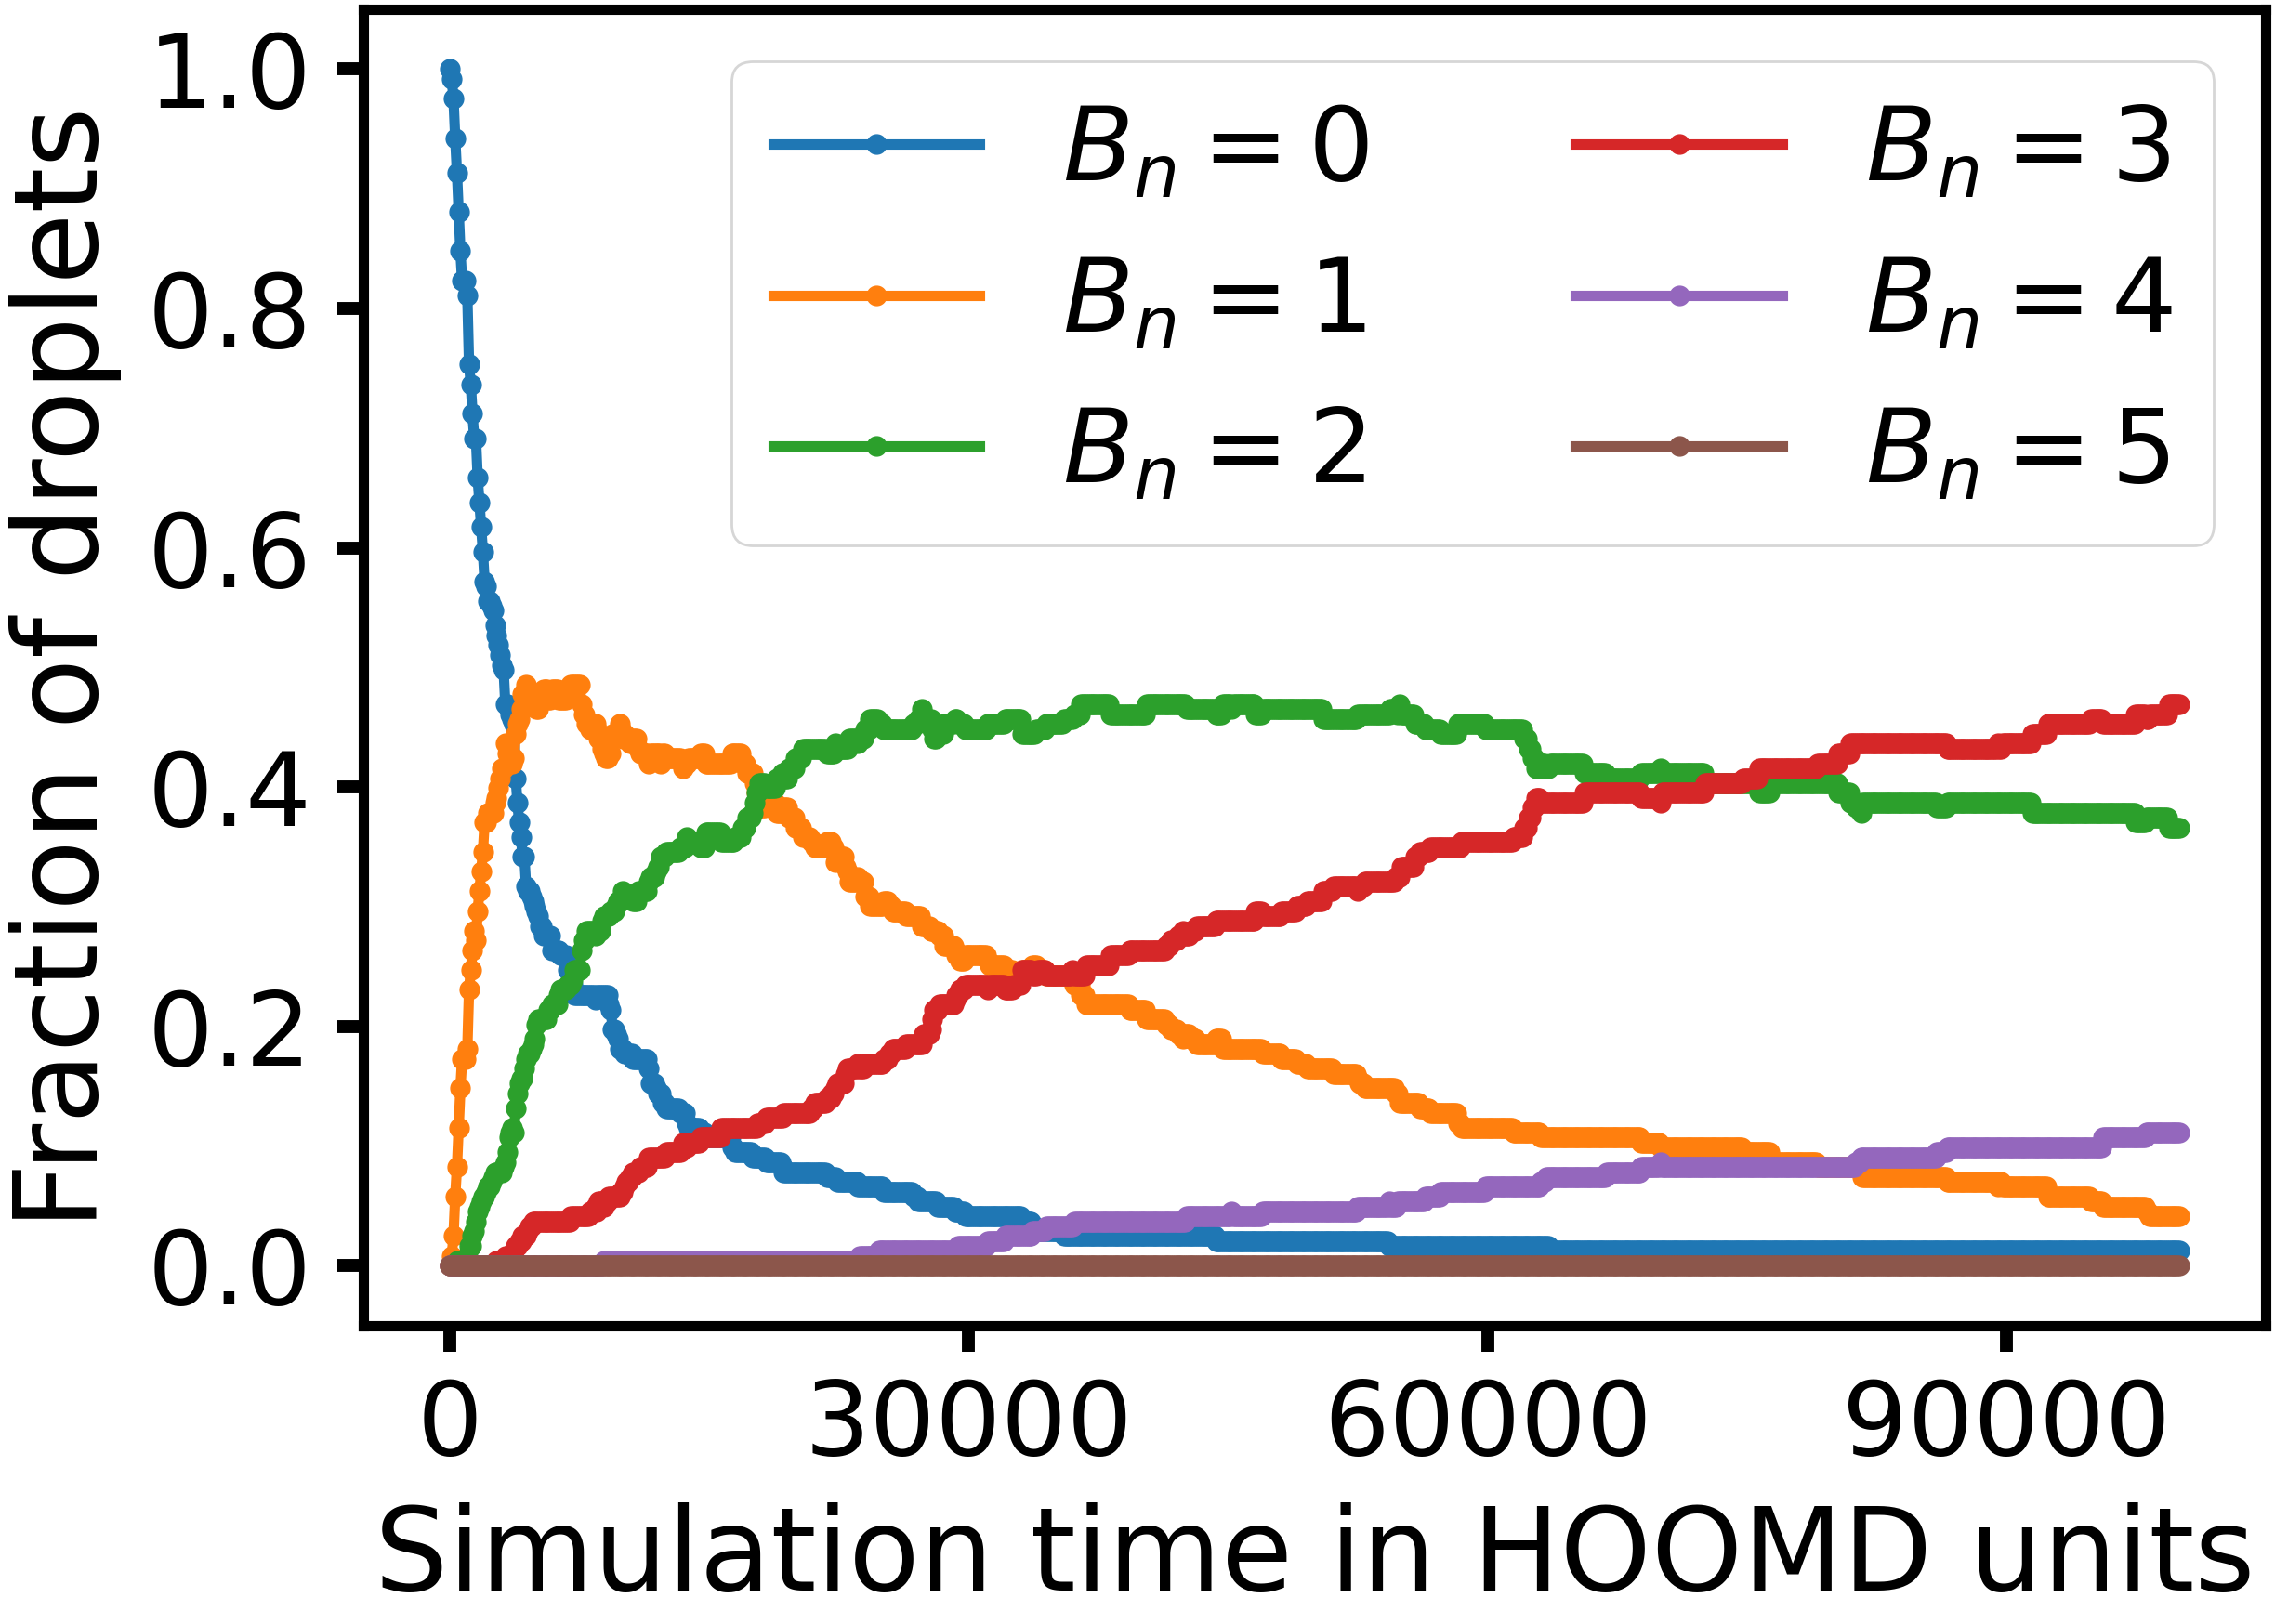 Fraction of droplets
1.0
0.8
0.6
0.4
0.2
0.0
B_n = 0
B_n = 1
B_n = 2
B_n = 3
B_n = 4
B_n = 5
0 30000 60000 90000
Simulation time in HOOMD units